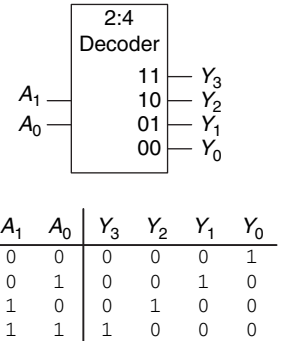 2:4
Decoder
11 Y₃
A₁ 10 Y₂
A₀ 01 Y₁
00 Y₀
A₁ A₀ Y₃ Y₂ Y₁ Y₀
0 0 0 0 0 1
0 1 0 0 1 0
1 0 0 1 0 0
1 1 1 0 0 0